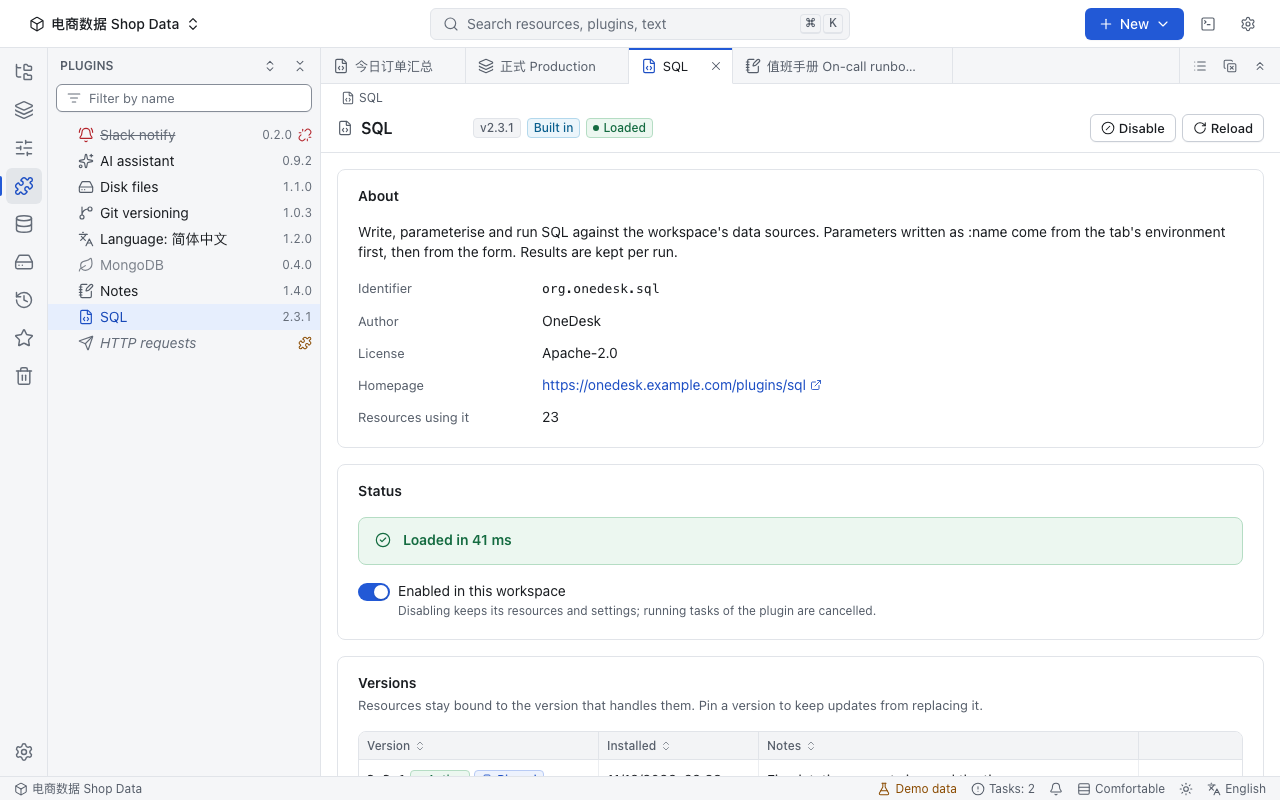 电商数据 Shop Data
Search resources, plugins, text
⌘ K
New
PLUGINS
今日订单汇总
正式 Production
SQL
值班手册 On-call runbo...
Filter by name
Slack notify 0.2.0
AI assistant 0.9.2
Disk files 1.1.0
Git versioning 1.0.3
Language: 简体中文 1.2.0
MongoDB 0.4.0
Notes 1.4.0
SQL 2.3.1
HTTP requests
SQL
SQL
v2.3.1
Built in
Loaded
Disable
Reload
About
Write, parameterise and run SQL against the workspace's data sources. Parameters written as :name come from the tab's environment
first, then from the form. Results are kept per run.
Identifier org.onedesk.sql
Author OneDesk
License Apache-2.0
Homepage https://onedesk.example.com/plugins/sql
Resources using it 23
Status
Loaded in 41 ms
Enabled in this workspace
Disabling keeps its resources and settings; running tasks of the plugin are cancelled.
Versions
Resources stay bound to the version that handles them. Pin a version to keep updates from replacing it.
Version Installed Notes
电商数据 Shop Data
Demo data
Tasks: 2
Comfortable
English